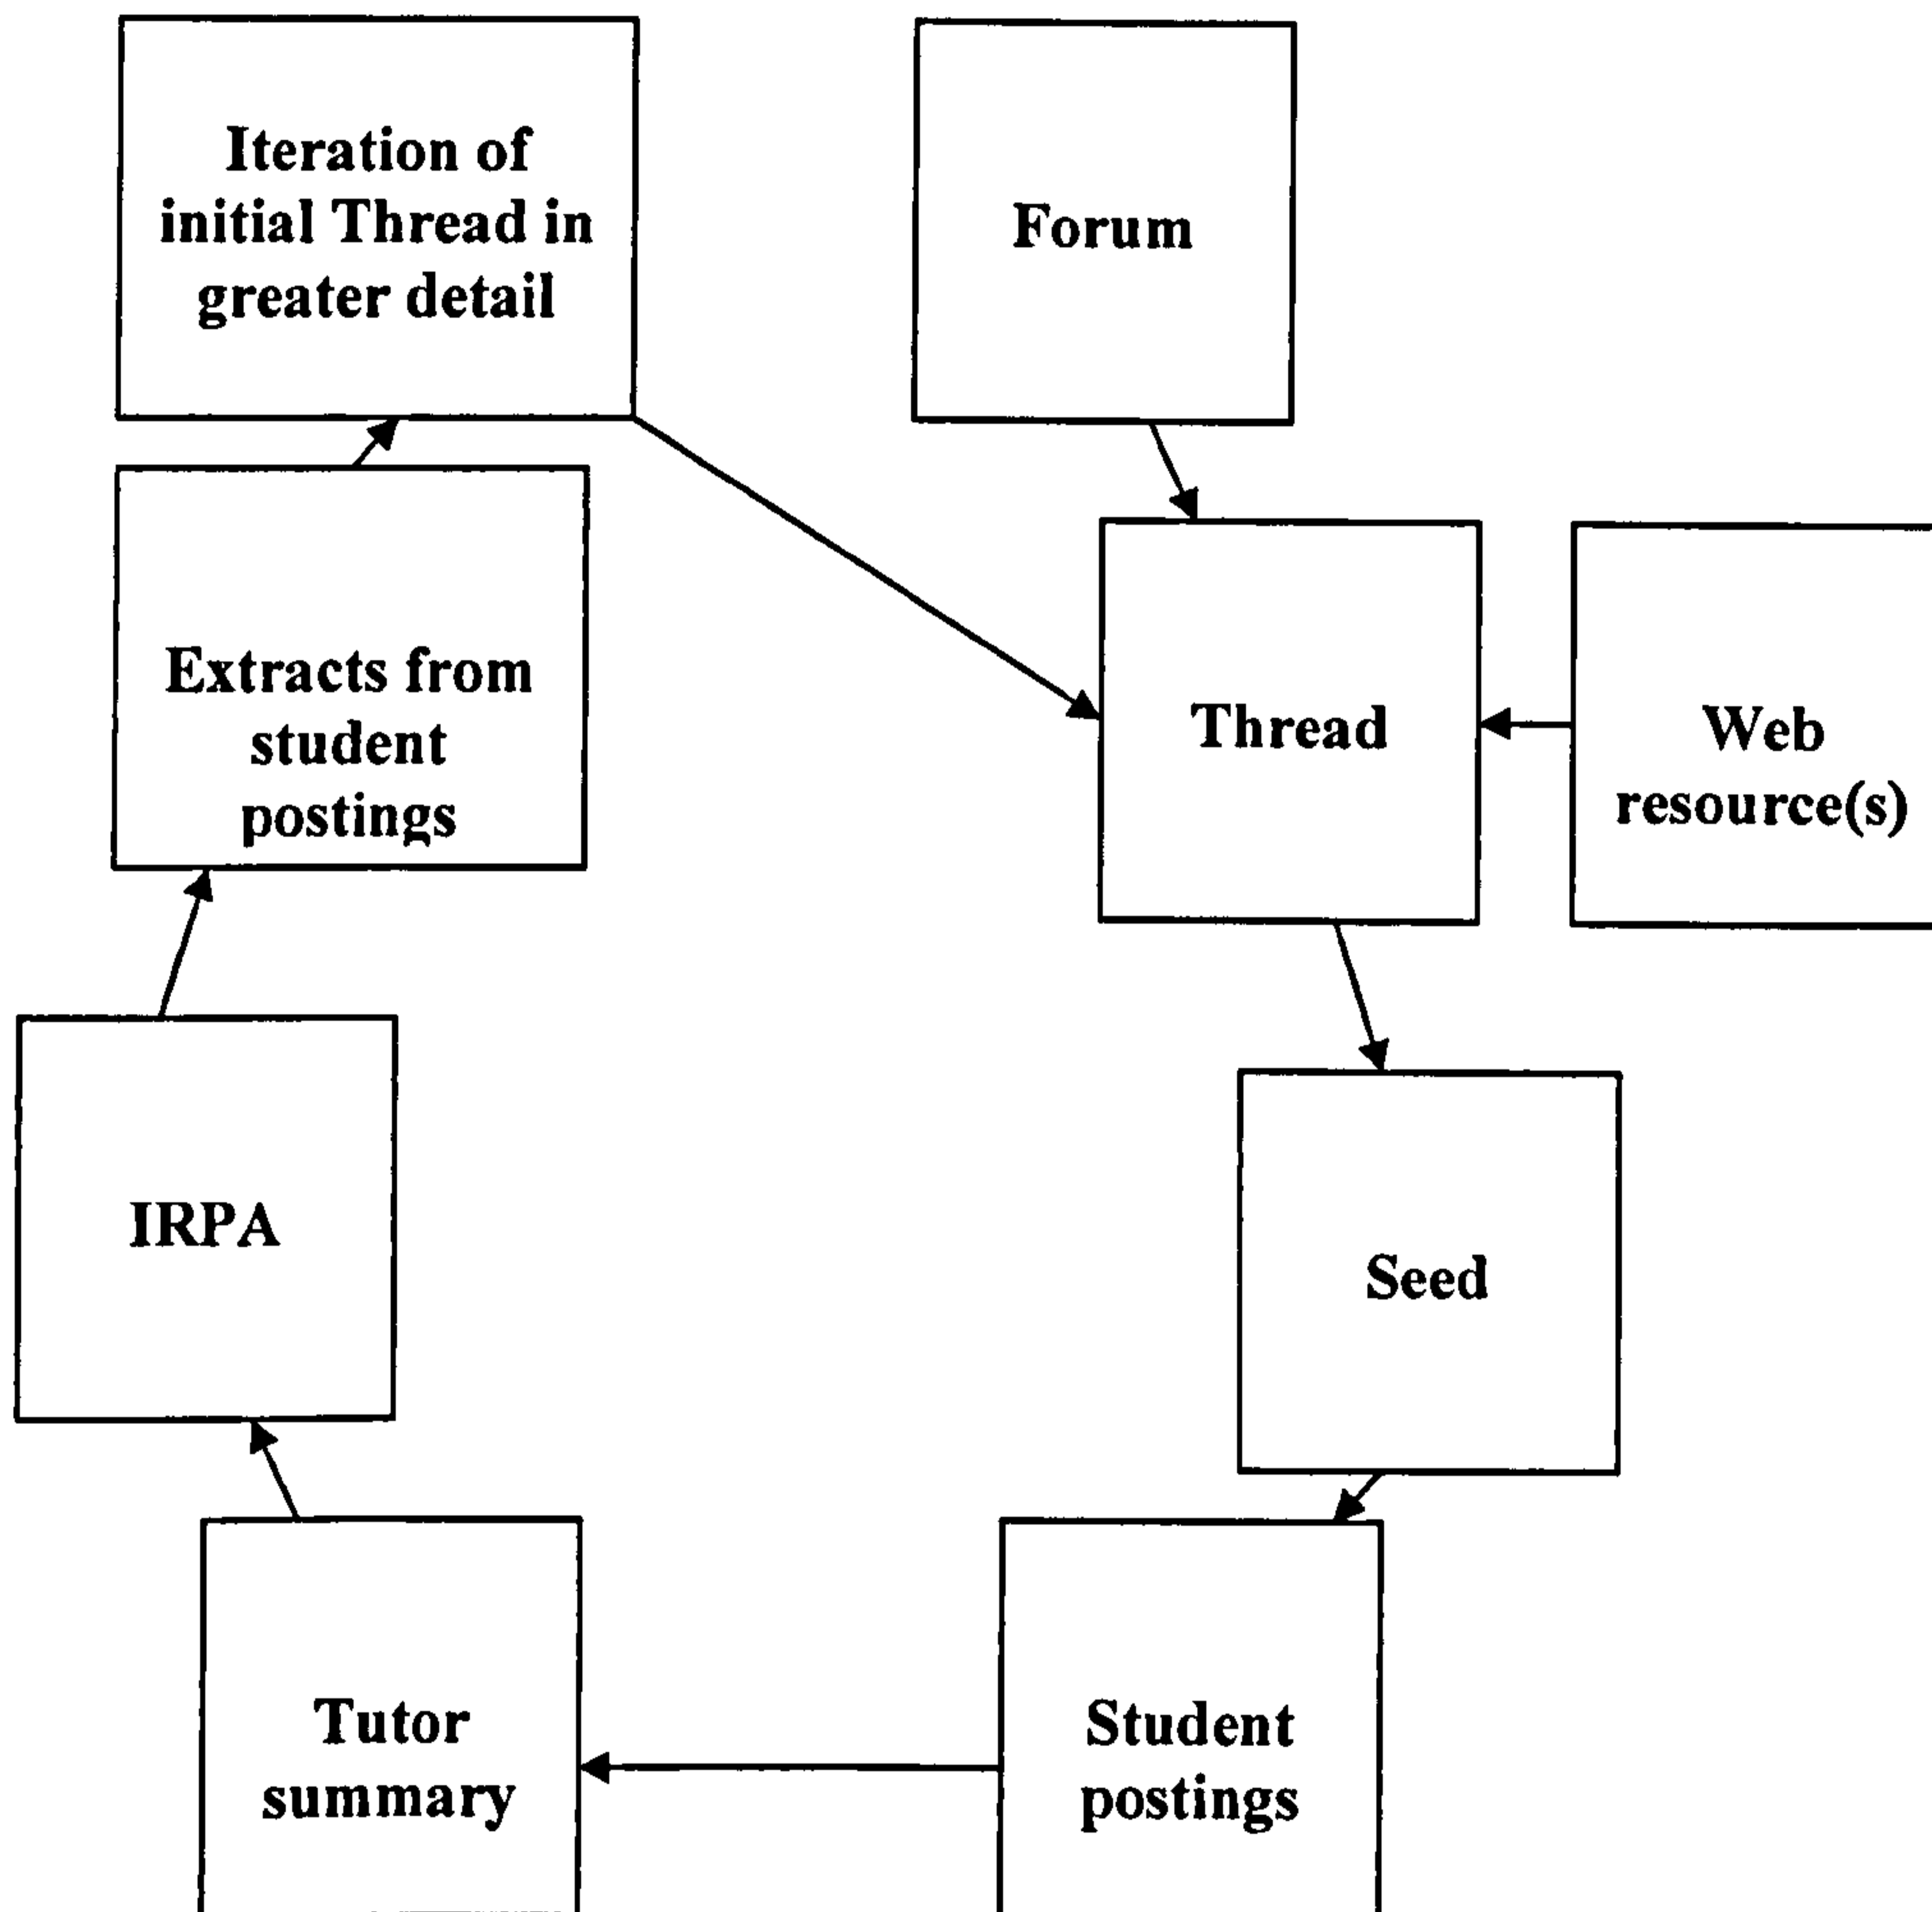 Iteration of
initial Thread in
greater detail
Forum
Extracts from
student
postings
Thread
Web
resource(s)
IRPA
Seed
Tutor
summary
Student
postings